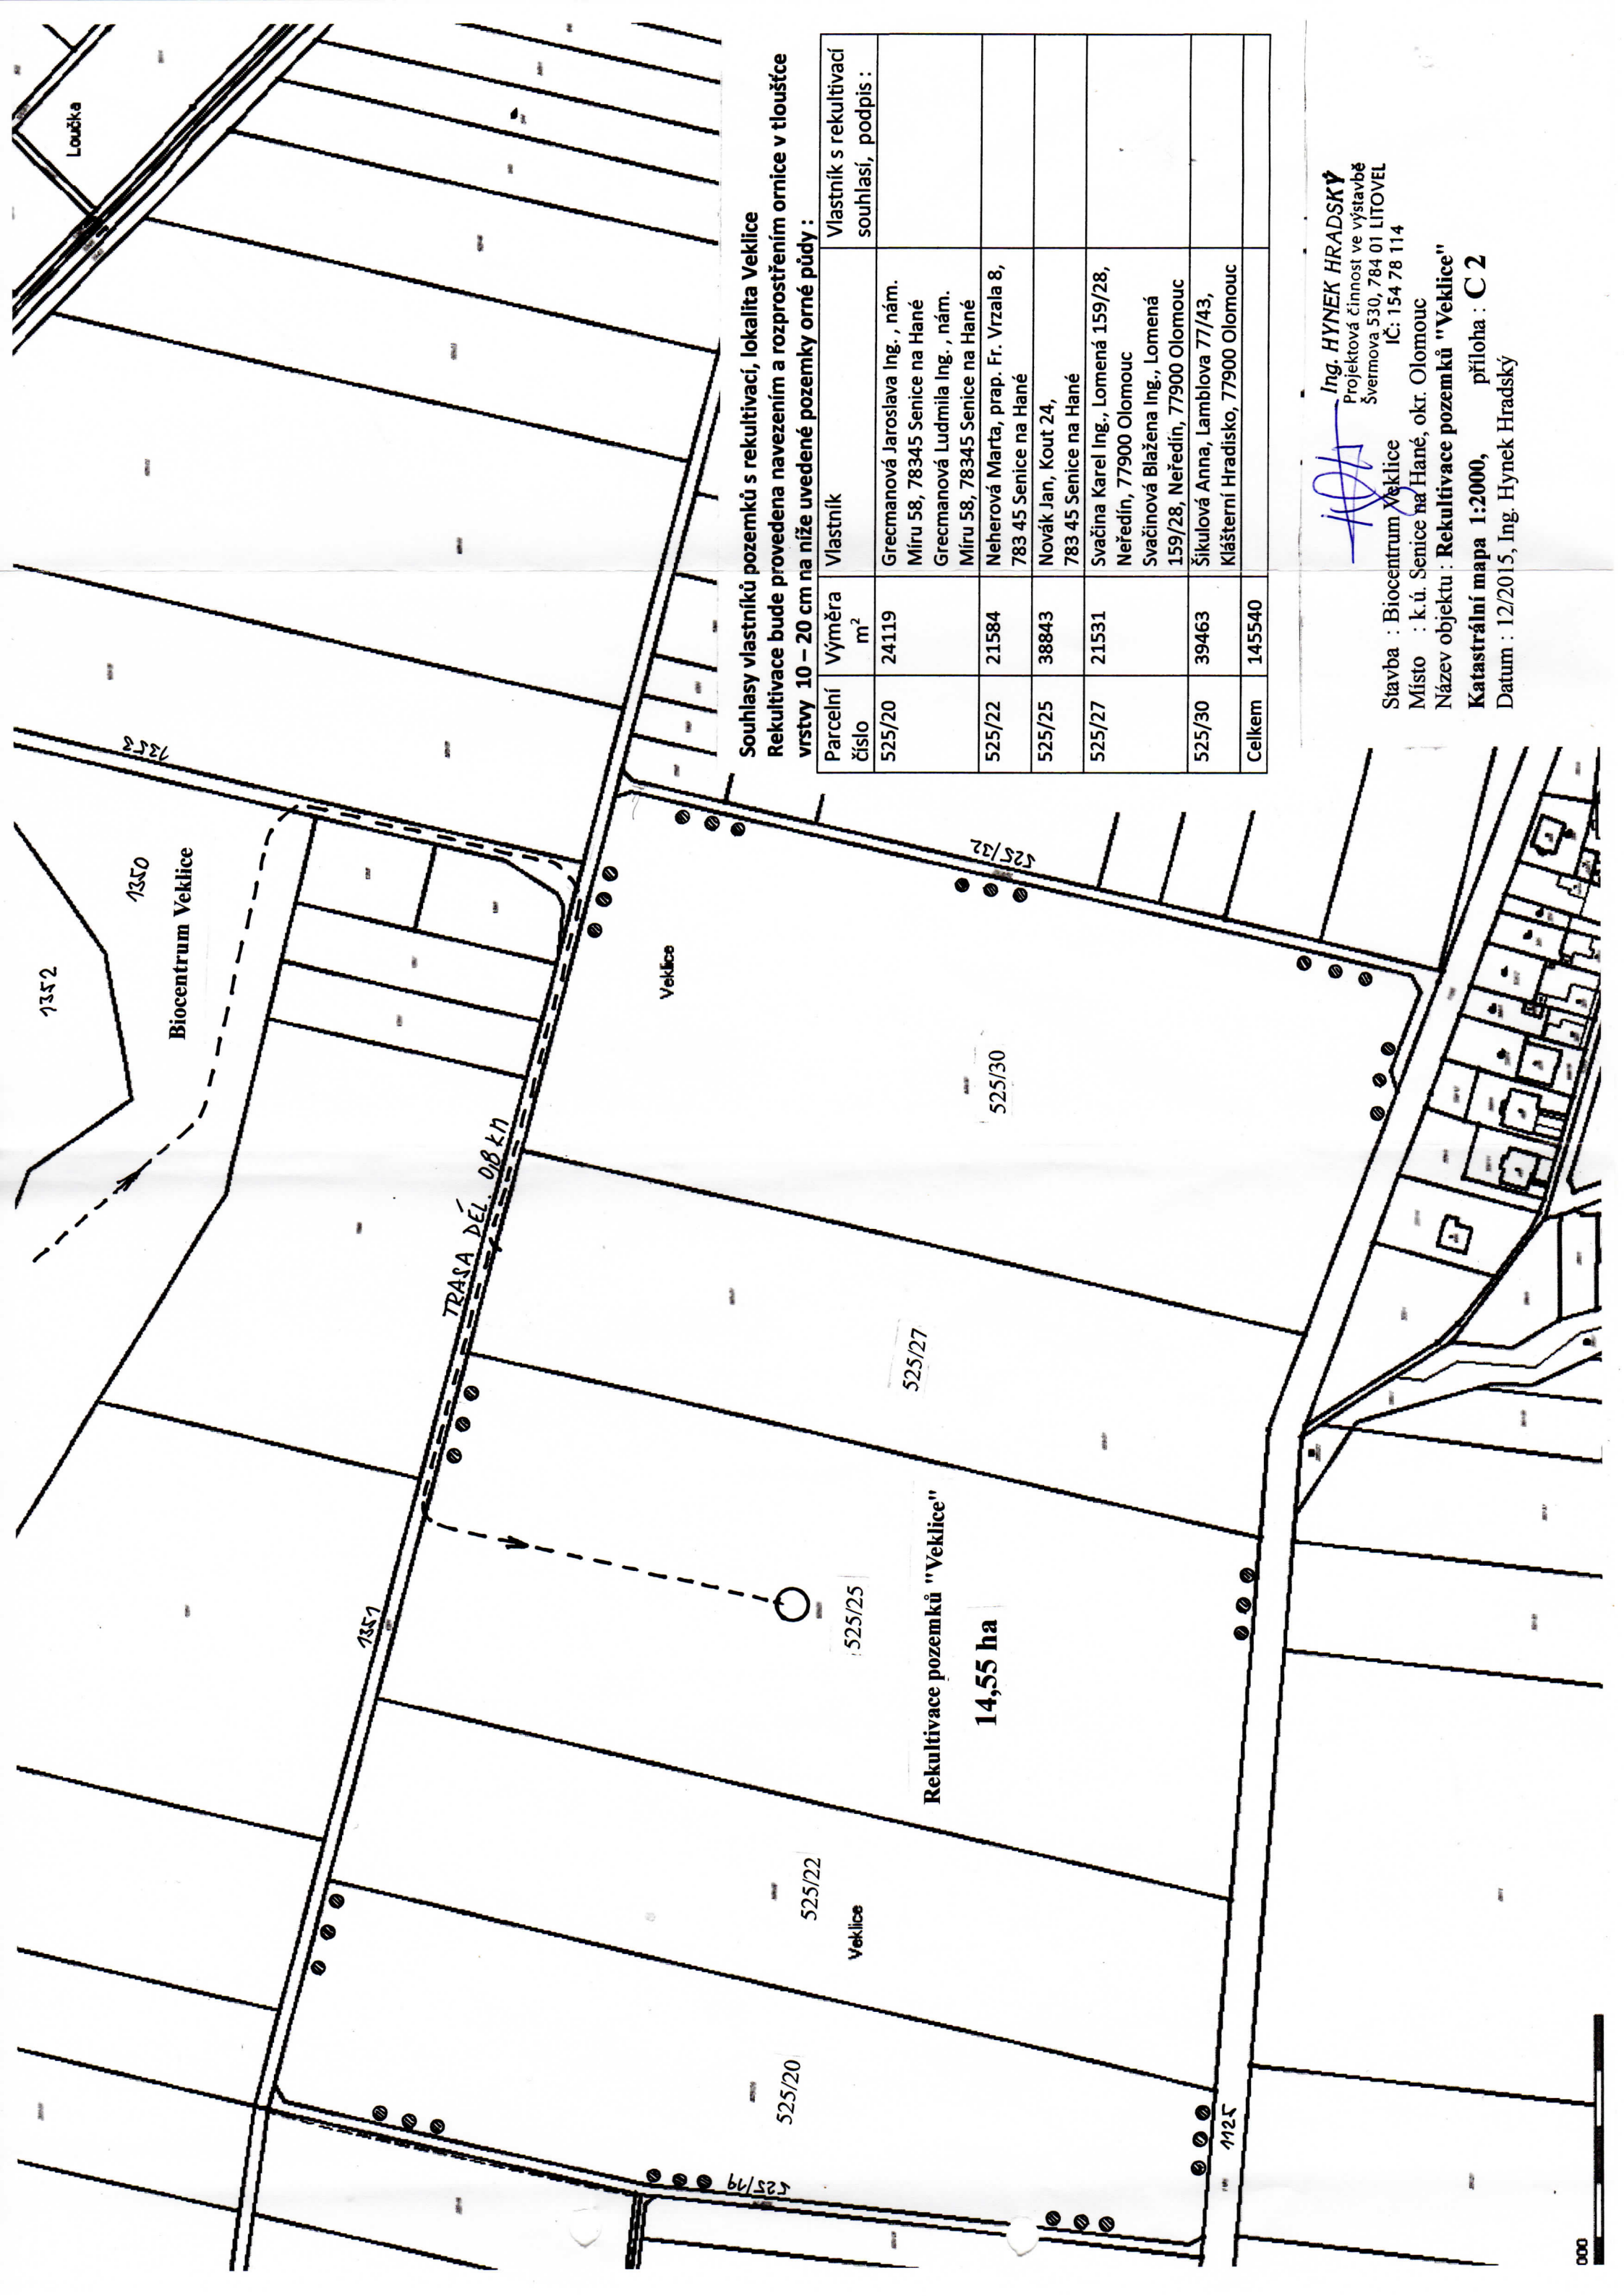 Loučka
1353
1352
1350
Biocentrum Veklice
TRASA DÉL. 0,8 km
1351
Veklice
525/32
525/30
525/27
525/25
Rekultivace pozemků "Veklice"
14,55 ha
525/22
Veklice
525/20
525/19
1125
000
Souhlasy vlastníků pozemků s rekultivací, lokalita Veklice
Rekultivace bude provedena navezením a rozprostřením ornice v tloušťce
vrstvy 10 – 20 cm na níže uvedené pozemky orné půdy :
Parcelní číslo Výměra m² Vlastník Vlastník s rekultivací souhlasí, podpis :
525/20 24119 Grecmanová Jaroslava Ing., nám.
Míru 58, 78345 Senice na Hané
Grecmanová Ludmila Ing., nám.
Míru 58, 78345 Senice na Hané
525/22 21584 Neherová Marta, prap. Fr. Vrzala 8,
783 45 Senice na Hané
525/25 38843 Novák Jan, Kout 24,
783 45 Senice na Hané
525/27 21531 Svačina Karel Ing., Lomená 159/28,
Neředín, 77900 Olomouc
Svačinová Blažena Ing., Lomená
159/28, Neředín, 77900 Olomouc
525/30 39463 Šikulová Anna, Lamblova 77/43,
Klášterní Hradisko, 77900 Olomouc
Celkem 145540
Ing. HYNEK HRADSKÝ
Projektová činnost ve výstavbě
Švermova 530, 784 01 LITOVEL
IČ: 154 78 114
Stavba : Biocentrum Veklice
Místo : k.ú. Senice na Hané, okr. Olomouc
Název objektu : Rekultivace pozemků "Veklice"
Katastrální mapa 1:2000, příloha : C 2
Datum : 12/2015, Ing. Hynek Hradský